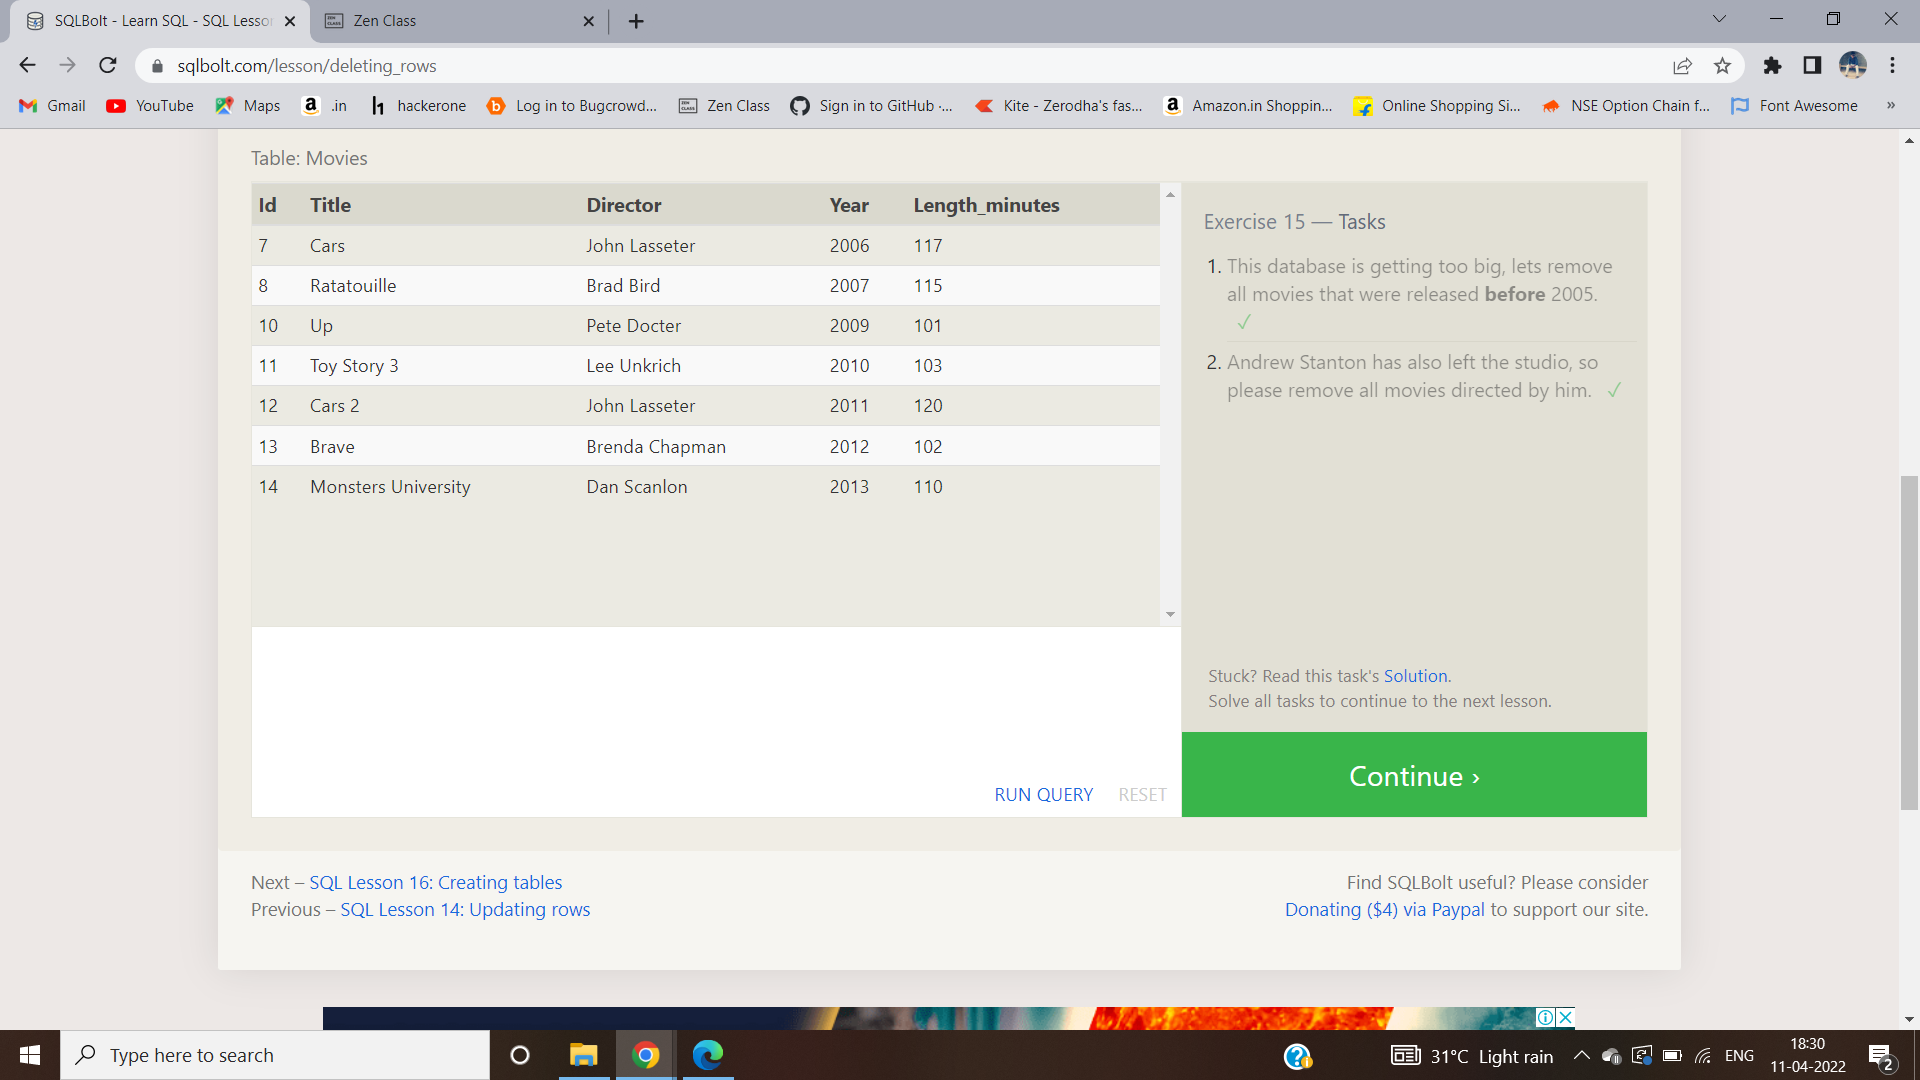 SQLBolt - Learn SQL - SQL Lesson
Zen Class
sqlbolt.com/lesson/deleting_rows
Gmail YouTube Maps .in hackerone Log in to Bugcrowd... Zen Class Sign in to GitHub ·... Kite - Zerodha's fas... Amazon.in Shoppin... Online Shopping Si... NSE Option Chain f... Font Awesome »
Table: Movies
Id Title Director Year Length_minutes
7 Cars John Lasseter 2006 117
8 Ratatouille Brad Bird 2007 115
10 Up Pete Docter 2009 101
11 Toy Story 3 Lee Unkrich 2010 103
12 Cars 2 John Lasseter 2011 120
13 Brave Brenda Chapman 2012 102
14 Monsters University Dan Scanlon 2013 110
RUN QUERY RESET
Exercise 15 — Tasks
1. This database is getting too big, lets remove
all movies that were released before 2005.
✓
2. Andrew Stanton has also left the studio, so
please remove all movies directed by him. ✓
Stuck? Read this task's Solution.
Solve all tasks to continue to the next lesson.
Continue ›
Next – SQL Lesson 16: Creating tables
Previous – SQL Lesson 14: Updating rows
Find SQLBolt useful? Please consider
Donating ($4) via Paypal to support our site.
Type here to search
31°C Light rain
ENG
18:30
11-04-2022
2